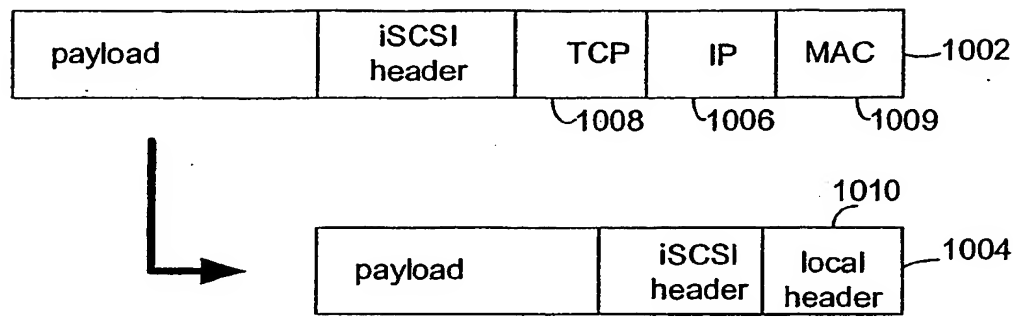 payload
iSCSI
header
TCP
IP
MAC
1002
1008
1006
1009
1010
payload
iSCSI
header
local
header
1004